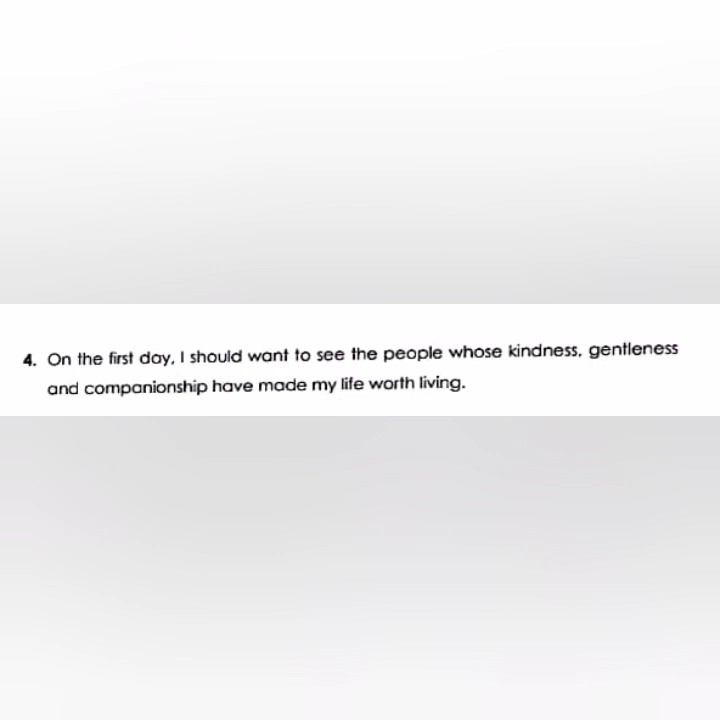 4. On the first day, I should want to see the people whose kindness, gentleness
and companionship have made my life worth living.